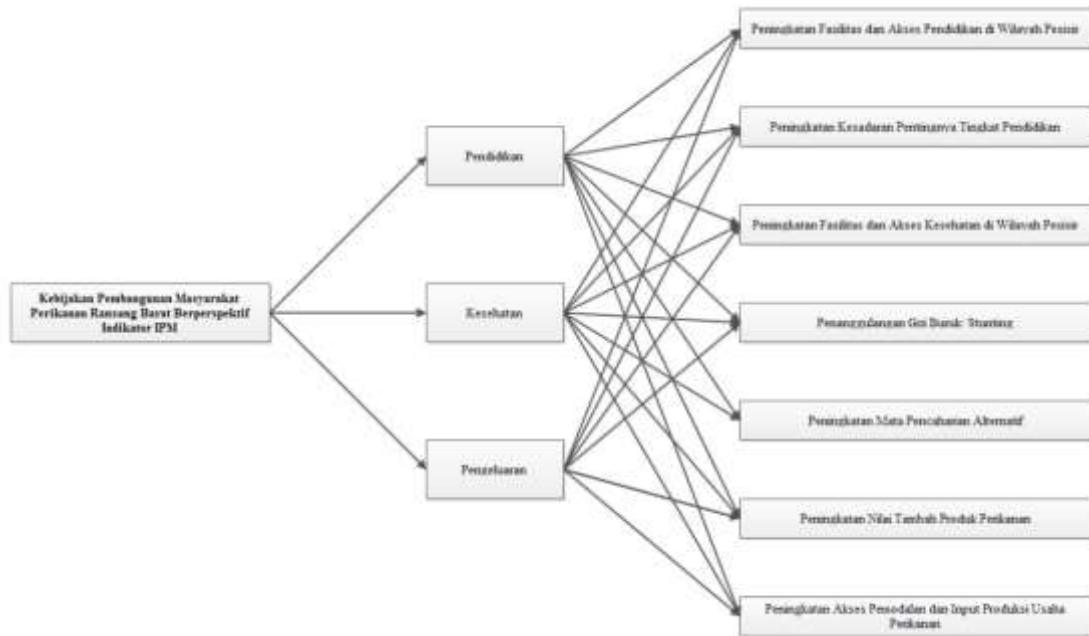 Peningkatan Fasilitas dan Akses Pendidikan di Wilayah Pesisir
Peningkatan Kesadaran Pentingnya Tingkat Pendidikan
Pendidikan
Peningkatan Fasilitas dan Akses Kesehatan di Wilayah Pesisir
Kebijakan Pembangunan Masyarakat
Perikanan Ransang Barat Berperspektif
Indikator IPM
Kesehatan
Penanggulangan Gizi Buruk/ Stunting
Peningkatan Mata Pencaharian Alternatif
Pengeluaran
Peningkatan Nilai Tambah Produk Perikanan
Peningkatan Akses Permodalan dan Input Produksi Usaha
Perikanan